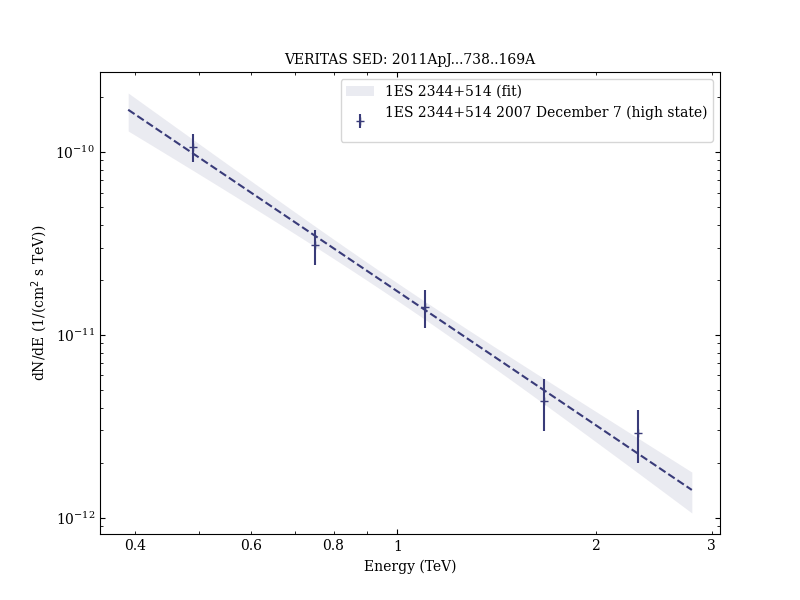 VERITAS SED: 2011ApJ...738..169A
1ES 2344+514 (fit)
1ES 2344+514 2007 December 7 (high state)
dN/dE (1/(cm² s TeV))
10⁻¹⁰
10⁻¹¹
10⁻¹²
0.4 0.6 0.8 1 2 3
Energy (TeV)